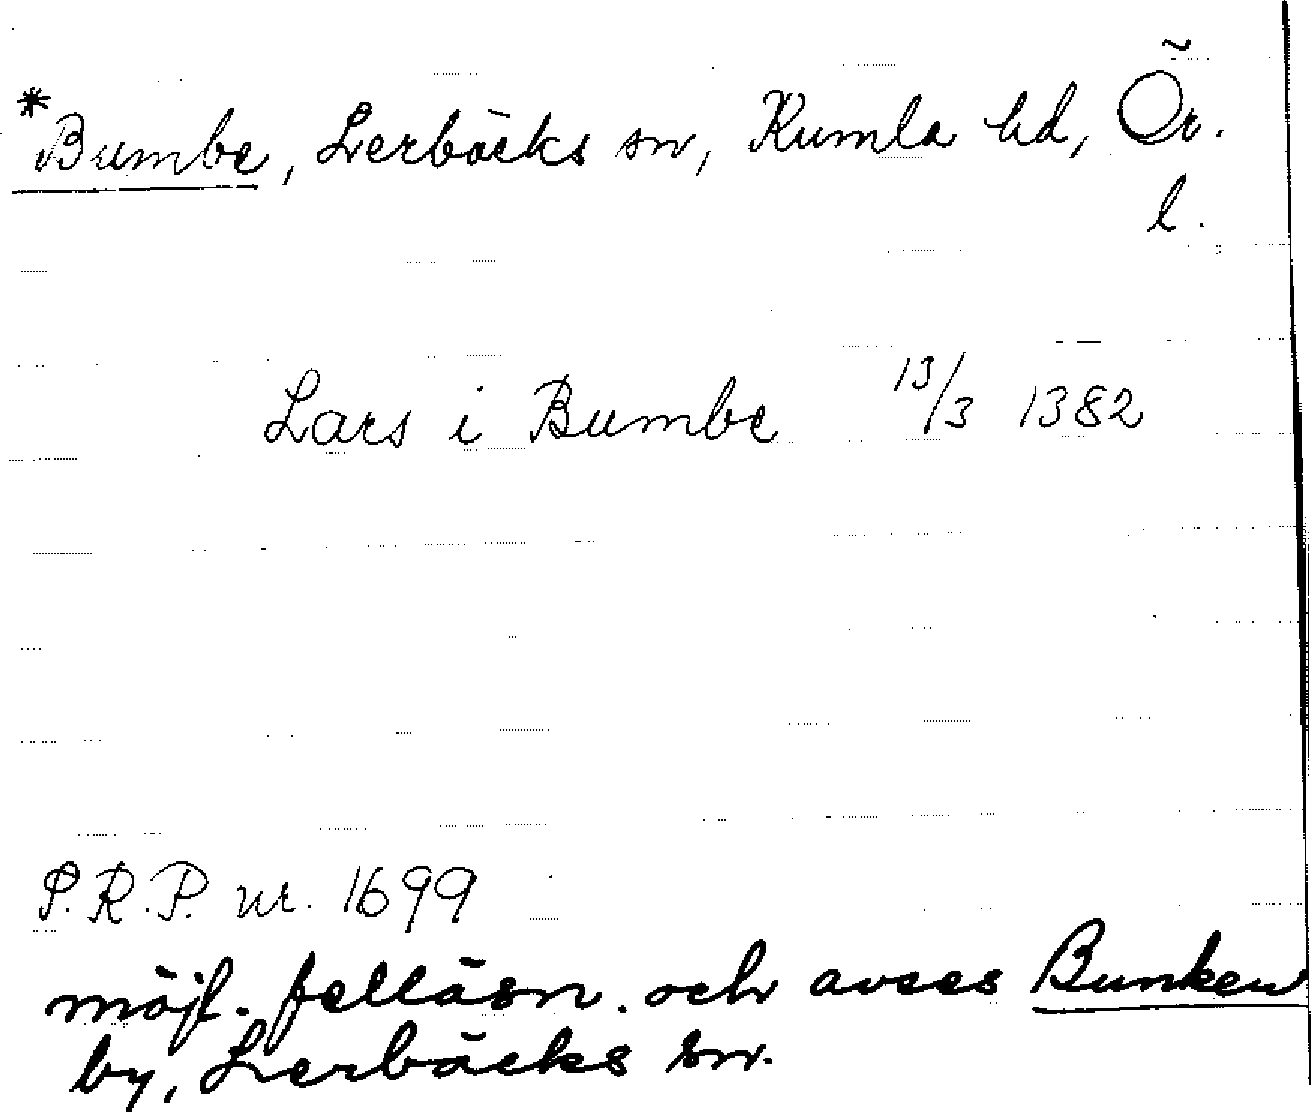 *Bumbe, Lerbäcks sn, Kumla hd, Ör.
l.
Lars i Bumbe 13/3 1382
P.R.P. nr. 1699
möjl. felläsn. och avses Bunken
by, Lerbäcks sn.